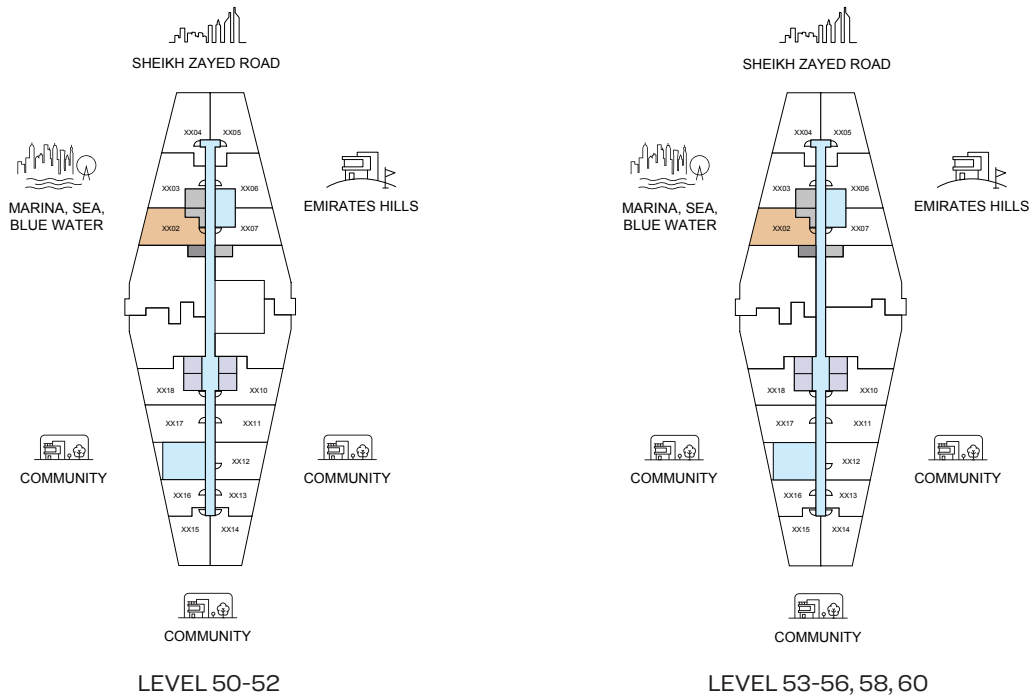 SHEIKH ZAYED ROAD
XX04 XX05
XX03 XX06
MARINA, SEA,
BLUE WATER
EMIRATES HILLS
XX02 XX07
XX18 XX10
XX17 XX11
COMMUNITY
XX12
COMMUNITY
XX16 XX13
XX15 XX14
COMMUNITY
LEVEL 50-52
SHEIKH ZAYED ROAD
XX04 XX05
XX03 XX06
MARINA, SEA,
BLUE WATER
EMIRATES HILLS
XX02 XX07
XX18 XX10
XX17 XX11
COMMUNITY
XX12
COMMUNITY
XX16 XX13
XX15 XX14
COMMUNITY
LEVEL 53-56, 58, 60